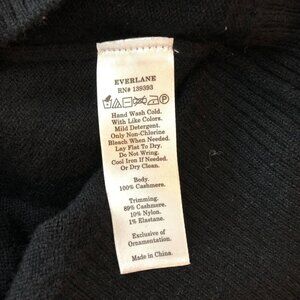 EVERLANE
RN# 139393
Hand Wash Cold.
With Like Colors.
Mild Detergent.
Only Non-Chlorine
Bleach When Needed.
Lay Flat To Dry.
Do Not Wring.
Cool Iron If Needed.
Or Dry Clean.
Body.
100% Cashmere.
Trimming.
89% Cashmere.
10% Nylon.
1% Elastane.
Exclusive of
Ornamentation.
Made in China.